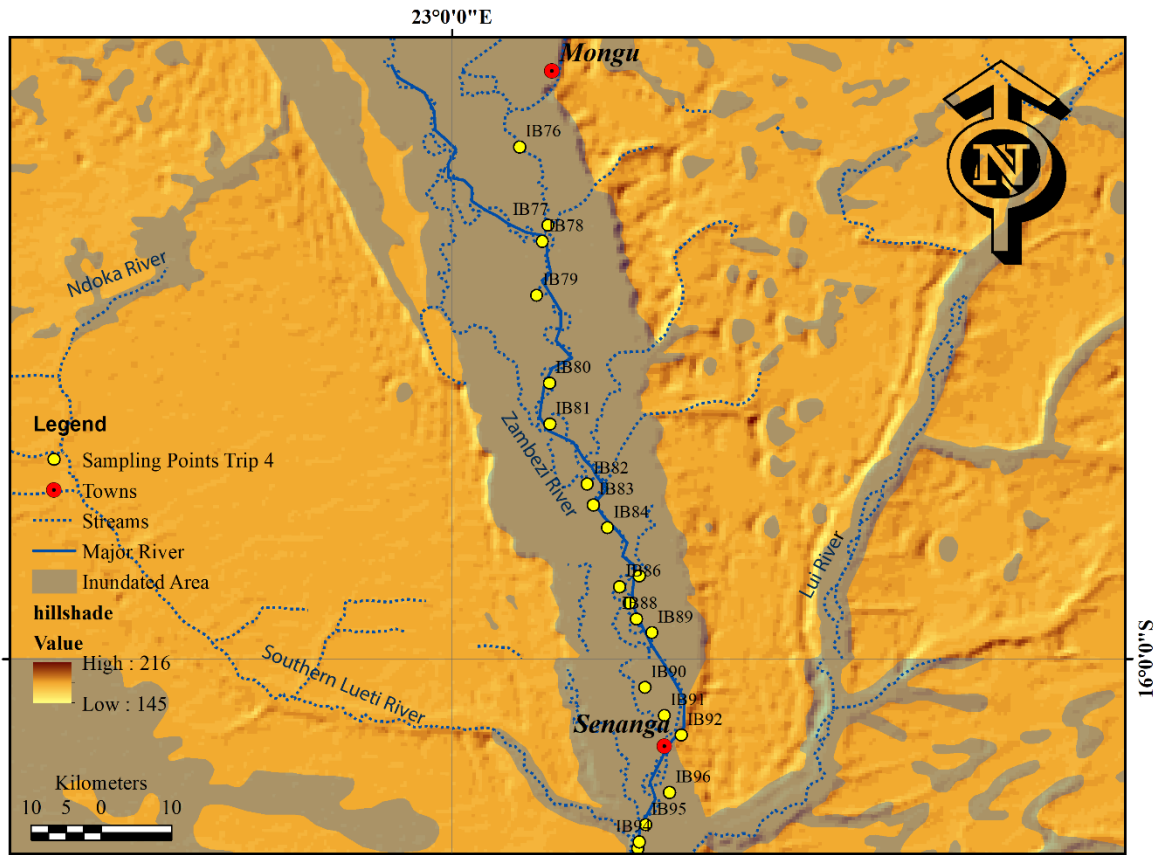 23°0'0"E
Mongu
IB76
N
IB77
IB78
Ndoka River
IB79
IB80
IB81
Legend
Zambezi River
Sampling Points Trip 4
IB82
Towns
IB83
Streams
IB84
Major River
Lui River
Inundated Area
IB86
hillshade
IB88
IB89
Value
High : 216
16°0'0"S
Southern Lueti River
IB90
Low : 145
IB91
Senanga
IB92
Kilometers
IB96
10 5 0 10
IB95
IB94